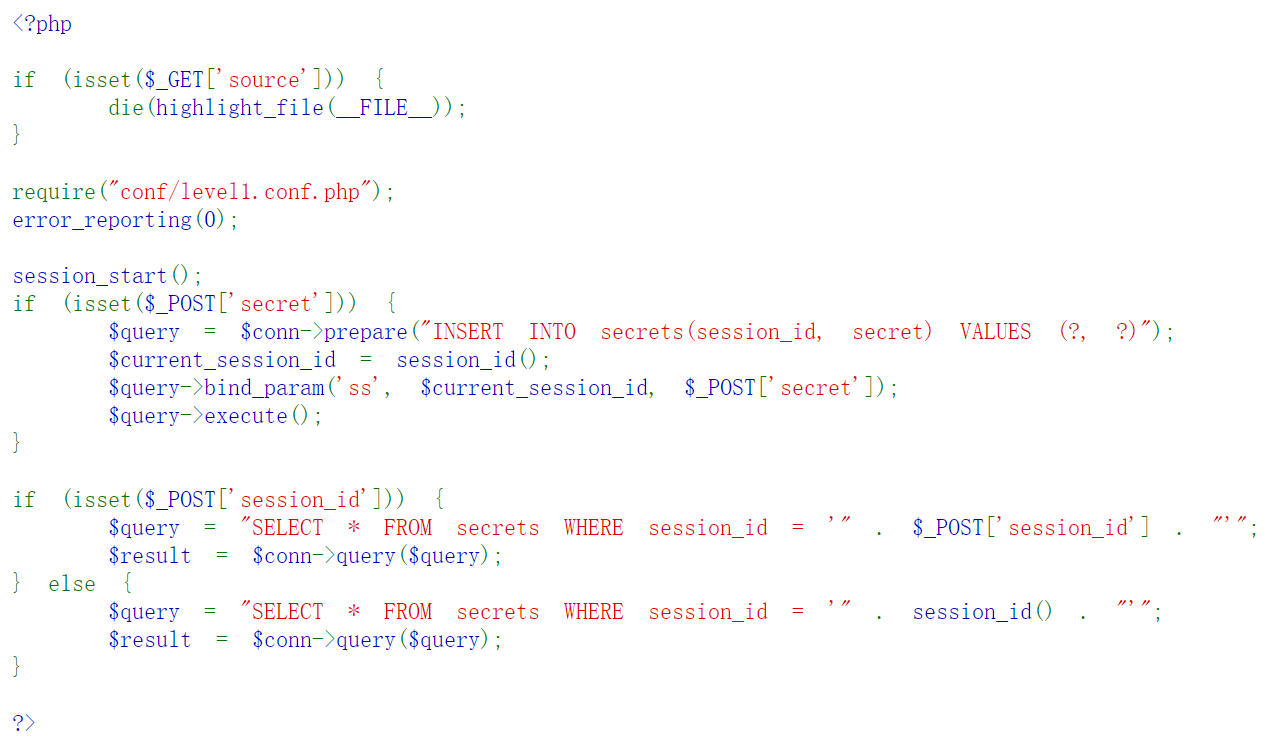 <?php
if (isset($_GET['source'])) {
die(highlight_file(__FILE__));
}
require("conf/level1.conf.php");
error_reporting(0);
session_start();
if (isset($_POST['secret'])) {
$query = $conn->prepare("INSERT INTO secrets(session_id, secret) VALUES (?, ?)");
$current_session_id = session_id();
$query->bind_param('ss', $current_session_id, $_POST['secret']);
$query->execute();
}
if (isset($_POST['session_id'])) {
$query = "SELECT * FROM secrets WHERE session_id = '" . $_POST['session_id'] . "'";
$result = $conn->query($query);
} else {
$query = "SELECT * FROM secrets WHERE session_id = '" . session_id() . "'";
$result = $conn->query($query);
}
?>